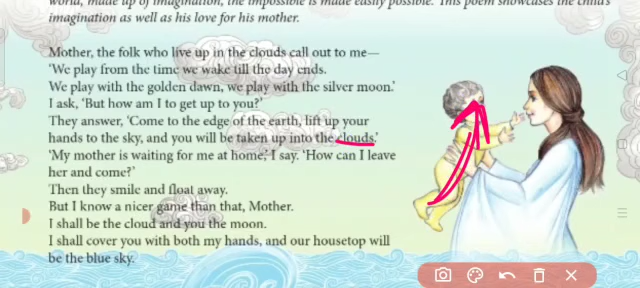 world, made up of imagination, the impossible is made easily possible. This poem showcases the child's
imagination as well as his love for his mother.
Mother, the folk who live up in the clouds call out to me—
'We play from the time we wake till the day ends.
We play with the golden dawn, we play with the silver moon.'
I ask, 'But how am I to get up to you?'
They answer, 'Come to the edge of the earth, lift up your
hands to the sky, and you will be taken up into the clouds.'
'My mother is waiting for me at home,' I say. 'How can I leave
her and come?'
Then they smile and float away.
But I know a nicer game than that, Mother.
I shall be the cloud and you the moon.
I shall cover you with both my hands, and our housetop will
be the blue sky.